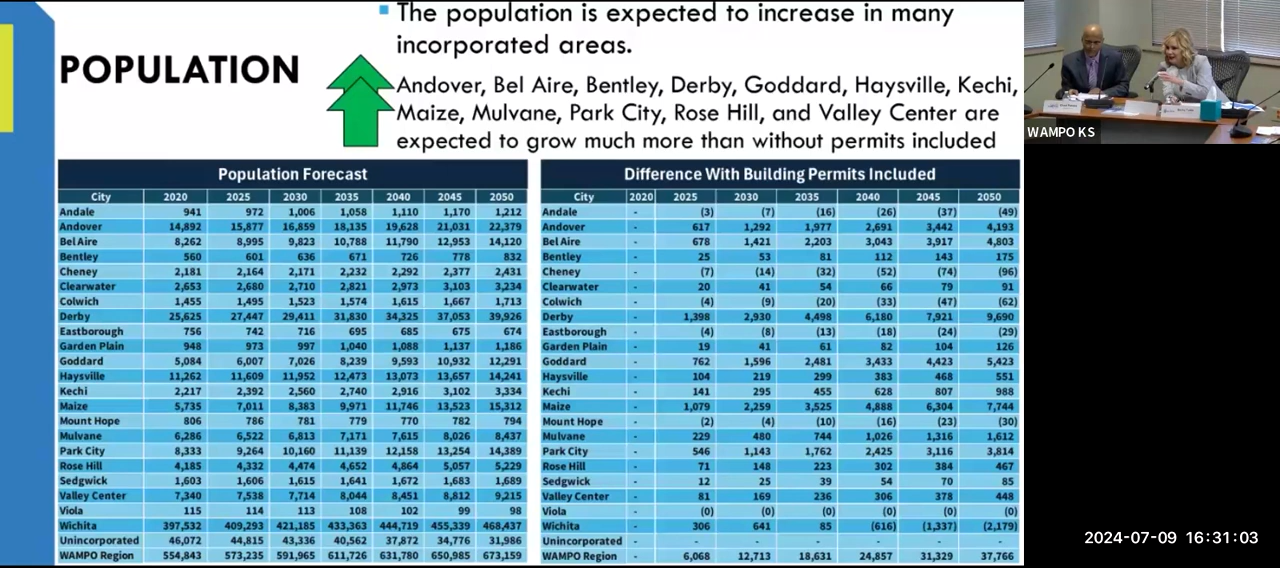 POPULATION
The population is expected to increase in many
incorporated areas.
Andover, Bel Aire, Bentley, Derby, Goddard, Haysville, Kechi,
Maize, Mulvane, Park City, Rose Hill, and Valley Center are
expected to grow much more than without permits included
Population Forecast
City 2020 2025 2030 2035 2040 2045 2050
Andale 941 972 1,006 1,058 1,110 1,170 1,212
Andover 14,892 15,877 16,859 18,135 19,628 21,031 22,379
Bel Aire 8,262 8,995 9,823 10,788 11,790 12,953 14,120
Bentley 560 601 636 671 726 778 832
Cheney 2,181 2,164 2,171 2,232 2,292 2,377 2,431
Clearwater 2,653 2,680 2,710 2,821 2,973 3,103 3,234
Colwich 1,455 1,495 1,523 1,574 1,615 1,667 1,713
Derby 25,625 27,447 29,411 31,830 34,325 37,053 39,926
Eastborough 756 742 716 695 685 675 674
Garden Plain 948 973 997 1,040 1,088 1,137 1,186
Goddard 5,084 6,007 7,026 8,239 9,593 10,932 12,291
Haysville 11,262 11,609 11,952 12,473 13,073 13,657 14,241
Kechi 2,217 2,392 2,560 2,740 2,916 3,102 3,334
Maize 5,735 7,011 8,383 9,971 11,746 13,523 15,312
Mount Hope 806 786 781 779 770 782 794
Mulvane 6,286 6,522 6,813 7,171 7,615 8,026 8,437
Park City 8,333 9,264 10,160 11,139 12,158 13,254 14,389
Rose Hill 4,185 4,332 4,474 4,652 4,864 5,057 5,229
Sedgwick 1,603 1,606 1,615 1,641 1,672 1,683 1,689
Valley Center 7,340 7,538 7,714 8,044 8,451 8,812 9,215
Viola 115 114 113 108 102 99 98
Wichita 397,532 409,293 421,185 433,363 444,719 455,339 468,437
Unincorporated 46,072 44,815 43,336 40,562 37,872 34,776 31,986
WAMPO Region 554,843 573,235 591,965 611,726 631,780 650,985 673,159
Difference With Building Permits Included
City 2020 2025 2030 2035 2040 2045 2050
Andale - (3) (7) (16) (26) (37) (49)
Andover - 617 1,292 1,977 2,691 3,442 4,193
Bel Aire - 678 1,421 2,203 3,043 3,917 4,803
Bentley - 25 53 81 112 143 175
Cheney - (7) (14) (32) (52) (74) (96)
Clearwater - 20 41 54 66 79 91
Colwich - (4) (9) (20) (33) (47) (62)
Derby - 1,398 2,930 4,498 6,180 7,921 9,690
Eastborough - (4) (8) (13) (18) (24) (29)
Garden Plain - 19 41 61 82 104 126
Goddard - 762 1,596 2,481 3,433 4,423 5,423
Haysville - 104 219 299 383 468 551
Kechi - 141 295 455 628 807 988
Maize - 1,079 2,259 3,525 4,888 6,304 7,744
Mount Hope - (2) (4) (10) (16) (23) (30)
Mulvane - 229 480 744 1,026 1,316 1,612
Park City - 546 1,143 1,762 2,425 3,116 3,814
Rose Hill - 71 148 223 302 384 467
Sedgwick - 12 25 39 54 70 85
Valley Center - 81 169 236 306 378 448
Viola - (0) (0) (0) (0) (0) (0)
Wichita - 306 641 85 (616) (1,337) (2,179)
Unincorporated - - - - - - -
WAMPO Region 6,068 12,713 18,631 24,857 31,329 37,766
WAMPO KS
2024-07-09 16:31:03